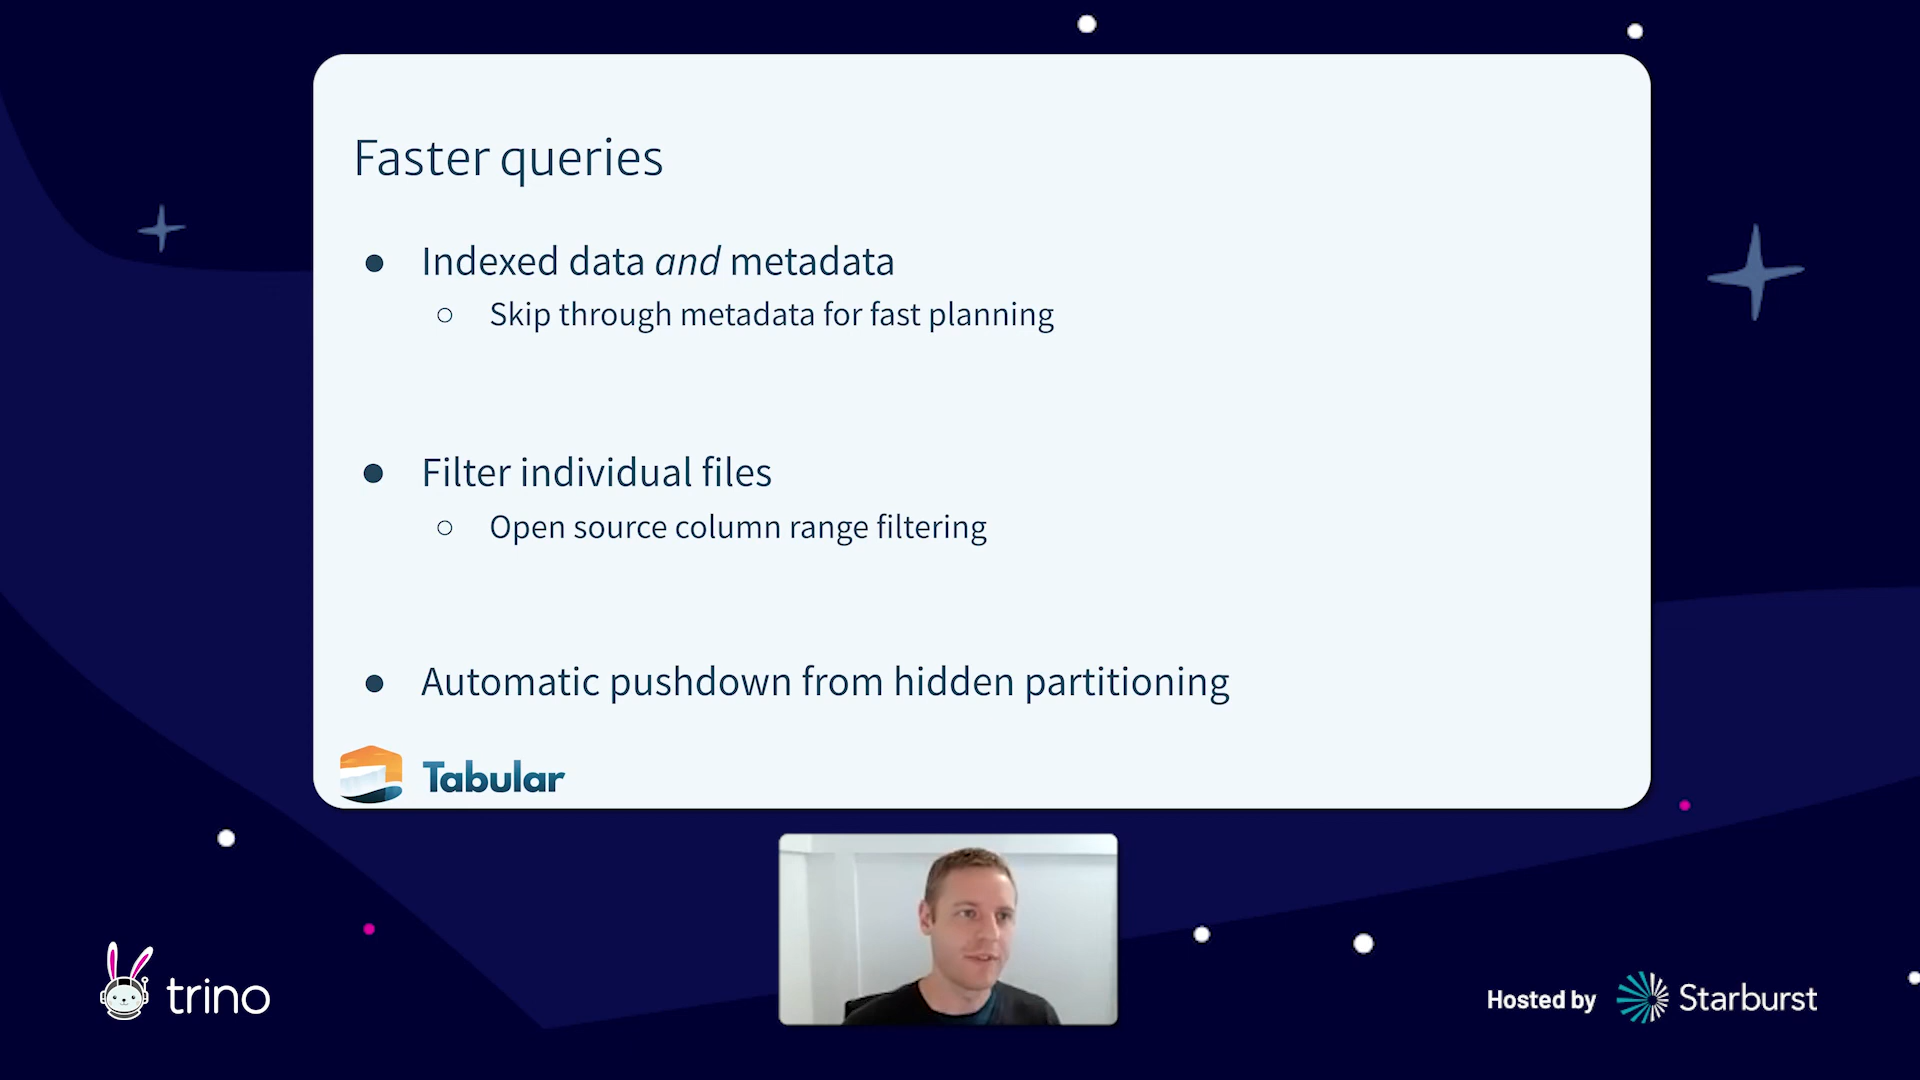 Faster queries
● Indexed data and metadata
○ Skip through metadata for fast planning
● Filter individual files
○ Open source column range filtering
● Automatic pushdown from hidden partitioning
Tabular
trino
Hosted by Starburst